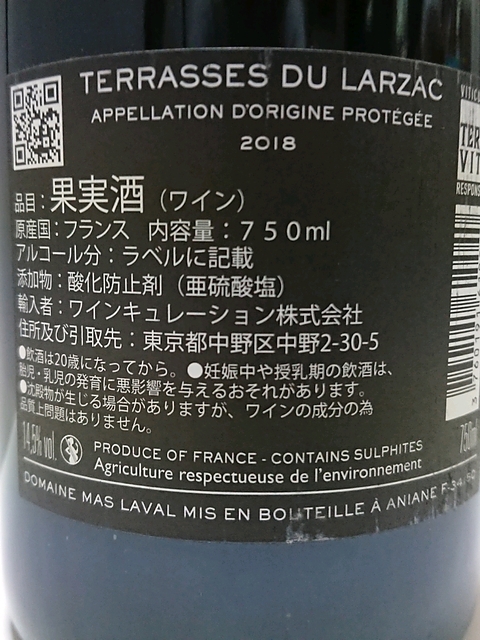 TERRASSES DU LARZAC
APPELLATION D'ORIGINE PROTÉGÉE
2018
品目：果実酒（ワイン）
原産国：フランス 内容量：７５０ml
アルコール分：ラベルに記載
添加物：酸化防止剤（亜硫酸塩）
輸入者：ワインキュレーション株式会社
住所及び引取先：東京都中野区中野2-30-5
●飲酒は20歳になってから。●妊娠中や授乳期の飲酒は、
胎児・乳児の発育に悪影響を与えるおそれがあります。
●沈殿物が生じる場合がありますが、ワインの成分の為
品質上問題はありません。
14,5% vol.
PRODUCE OF FRANCE - CONTAINS SULPHITES
Agriculture respectueuse de l'environnement
750ml
DOMAINE MAS LAVAL MIS EN BOUTEILLE À ANIANE F-34
VITIC
TER
VIT
RESPONS